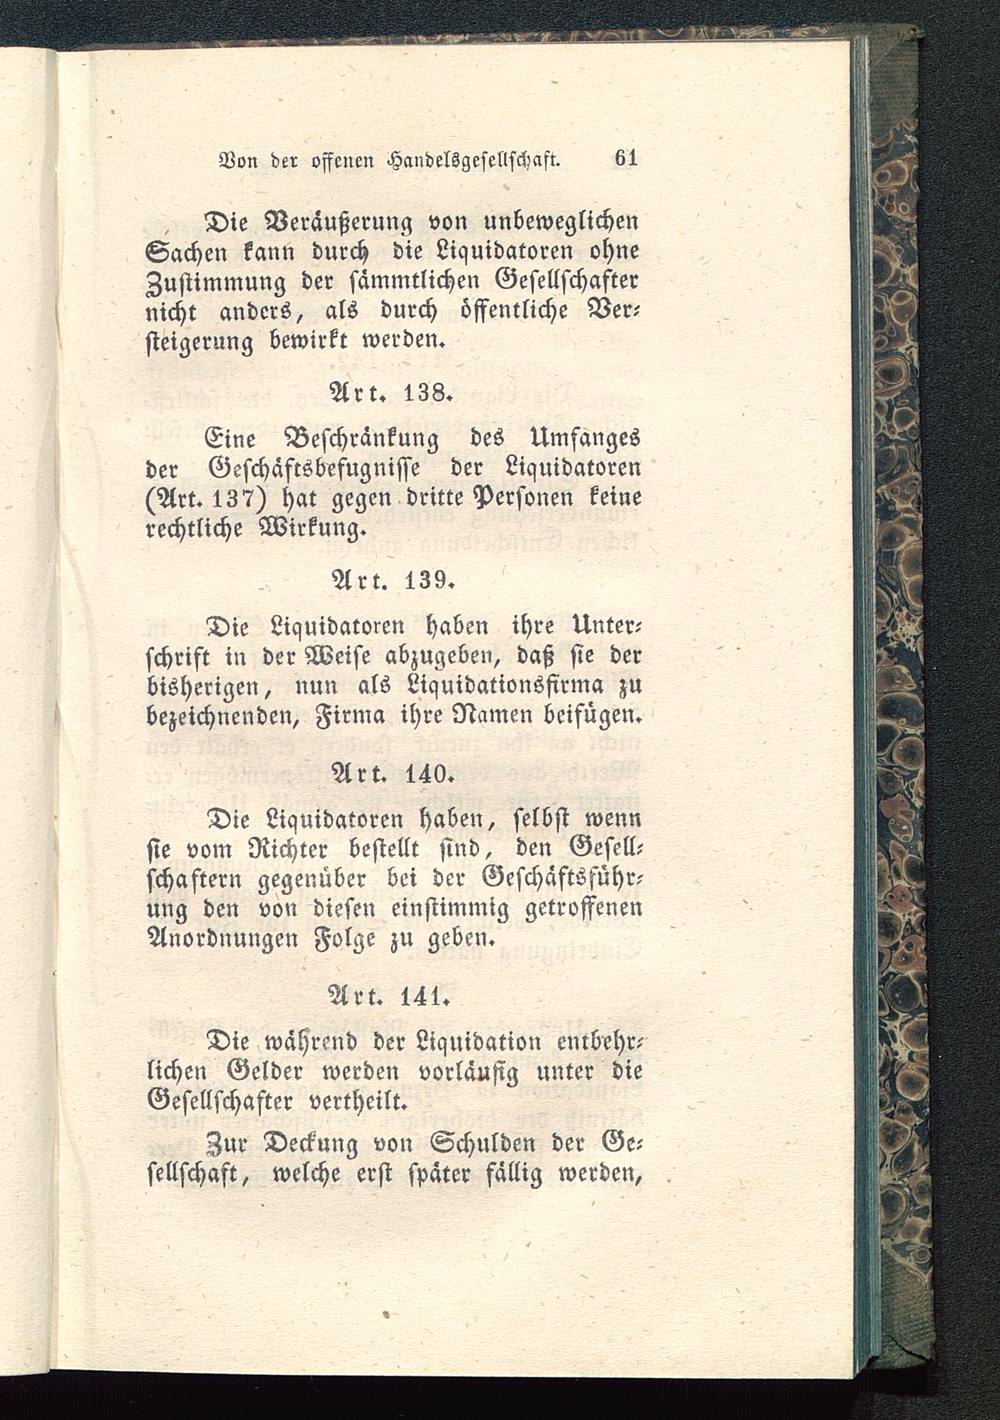 Von der offenen Handelsgesellschaft. 61
Die Veräußerung von unbeweglichen
Sachen kann durch die Liquidatoren ohne
Zustimmung der sämmtlichen Gesellschafter
nicht anders, als durch öffentliche Ver-
steigerung bewirkt werden.
Art. 138.
Eine Beschränkung des Umfanges
der Geschäftsbefugnisse der Liquidatoren
(Art. 137) hat gegen dritte Personen keine
rechtliche Wirkung.
Art. 139.
Die Liquidatoren haben ihre Unter-
schrift in der Weise abzugeben, daß sie der
bisherigen, nun als Liquidationsfirma zu
bezeichnenden, Firma ihre Namen beifügen.
Art. 140.
Die Liquidatoren haben, selbst wenn
sie vom Richter bestellt sind, den Gesell-
schaftern gegenüber bei der Geschäftsführ-
ung den von diesen einstimmig getroffenen
Anordnungen Folge zu geben.
Art. 141.
Die während der Liquidation entbehr-
lichen Gelder werden vorläufig unter die
Gesellschafter vertheilt.
Zur Deckung von Schulden der Ge-
sellschaft, welche erst später fällig werden,